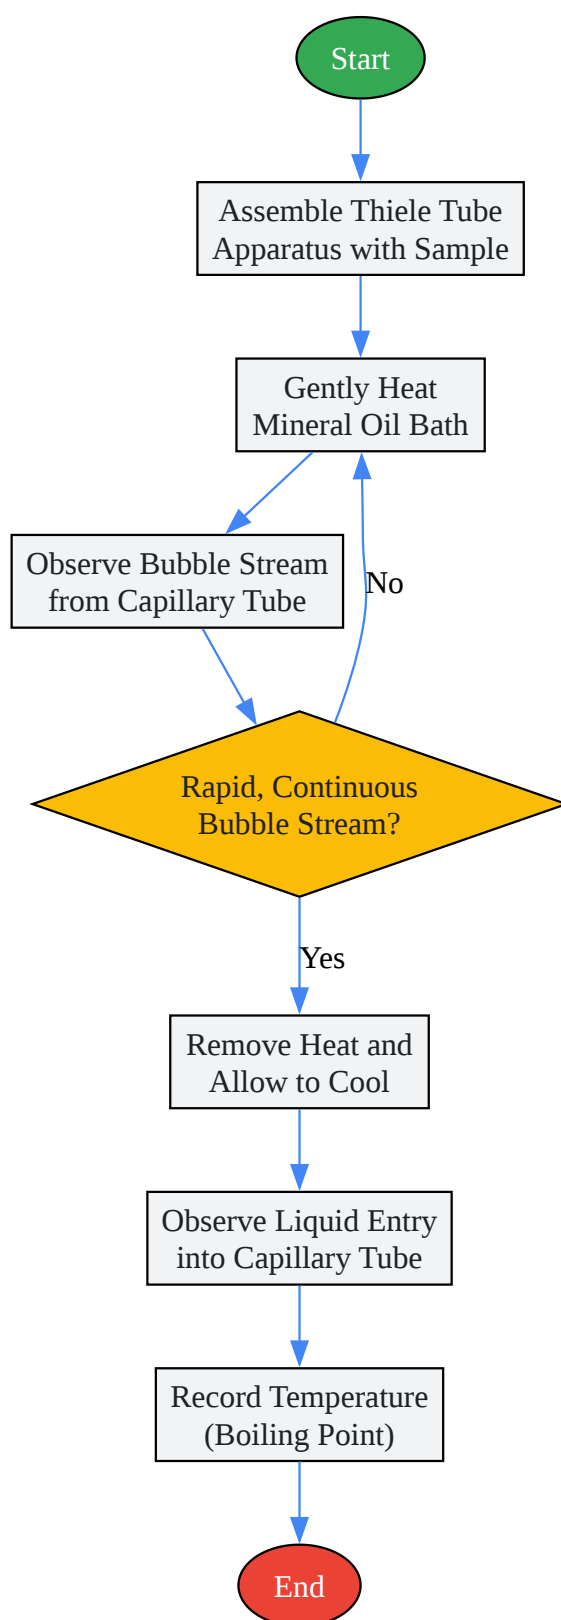 Start
Assemble Thiele Tube
Apparatus with Sample
Gently Heat
Mineral Oil Bath
Observe Bubble Stream
from Capillary Tube
No
Rapid, Continuous
Bubble Stream?
Yes
Remove Heat and
Allow to Cool
Observe Liquid Entry
into Capillary Tube
Record Temperature
(Boiling Point)
End